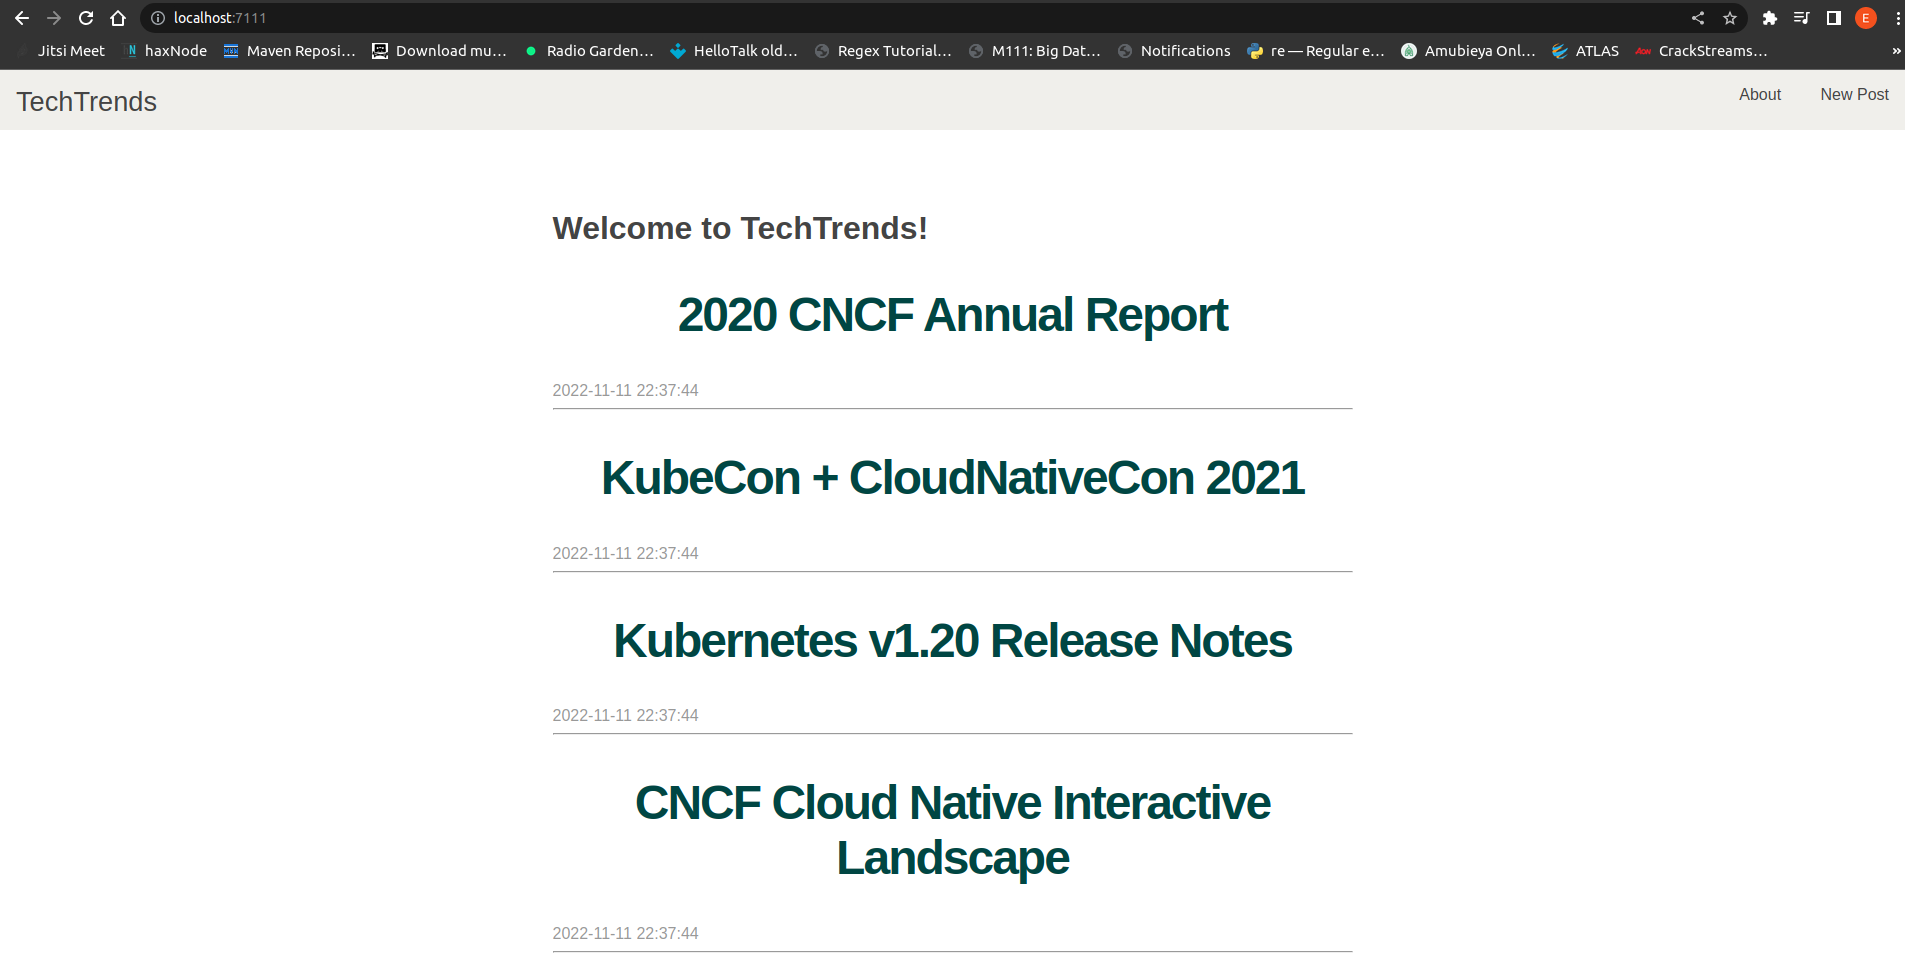 localhost:7111
E
Jitsi Meet haxNode Maven Reposi… Download mu… Radio Garden… HelloTalk old… Regex Tutorial… M111: Big Dat… Notifications re — Regular e… Amubieya Onl… ATLAS CrackStreams… »
TechTrends About New Post
Welcome to TechTrends!
2020 CNCF Annual Report
2022-11-11 22:37:44
KubeCon + CloudNativeCon 2021
2022-11-11 22:37:44
Kubernetes v1.20 Release Notes
2022-11-11 22:37:44
CNCF Cloud Native Interactive
Landscape
2022-11-11 22:37:44